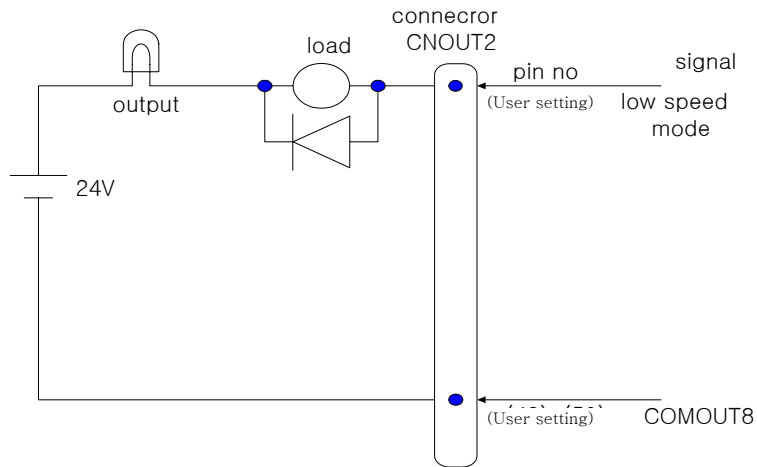 connecror
CNOUT2
load
pin no
signal
output
(User setting)
low speed
mode
24V
(User setting)
COMOUT8